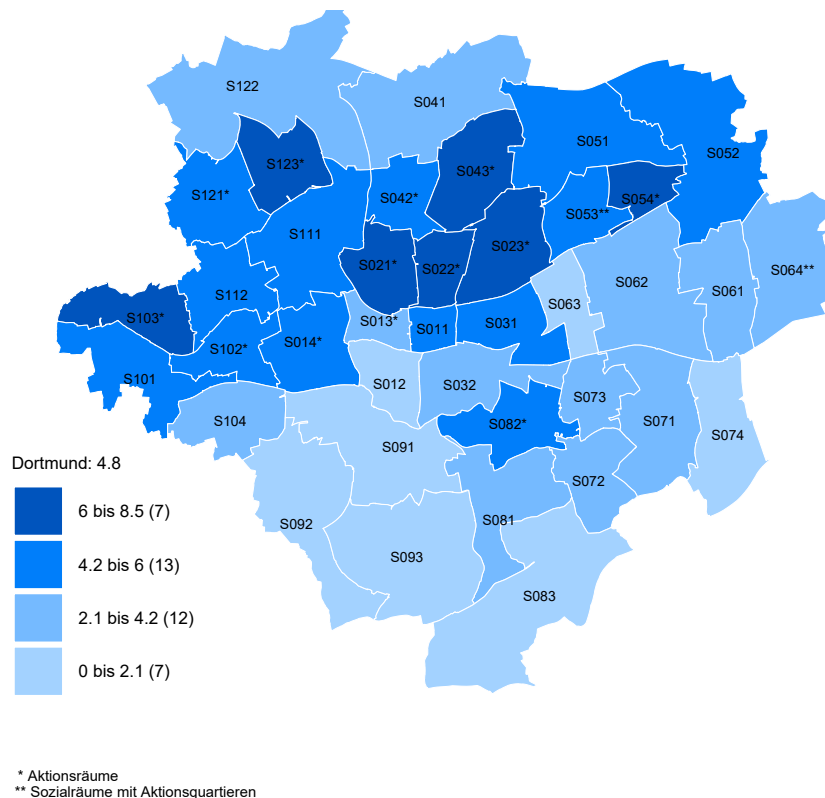 S122
S041
S051
S052
S123*
S043*
S121*
S042*
S053**
S054*
S111
S023*
S021*
S022*
S064**
S062
S061
S112
S063
S103*
S013*
S011
S031
S014*
S102*
S101
S012
S032
S073
S104
S082*
S071
S074
S091
S072
S092
S081
S093
S083
Dortmund: 4.8
6 bis 8.5 (7)
4.2 bis 6 (13)
2.1 bis 4.2 (12)
0 bis 2.1 (7)
* Aktionsräume
** Sozialräume mit Aktionsquartieren